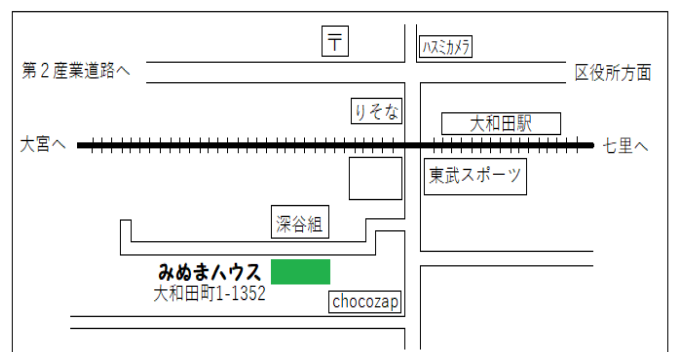 〒
ハスミカメラ
第２産業道路へ
区役所方面
りそな
大和田駅
大宮へ
七里へ
東武スポーツ
深谷組
みぬまハウス
大和田町1-1352
chocozap